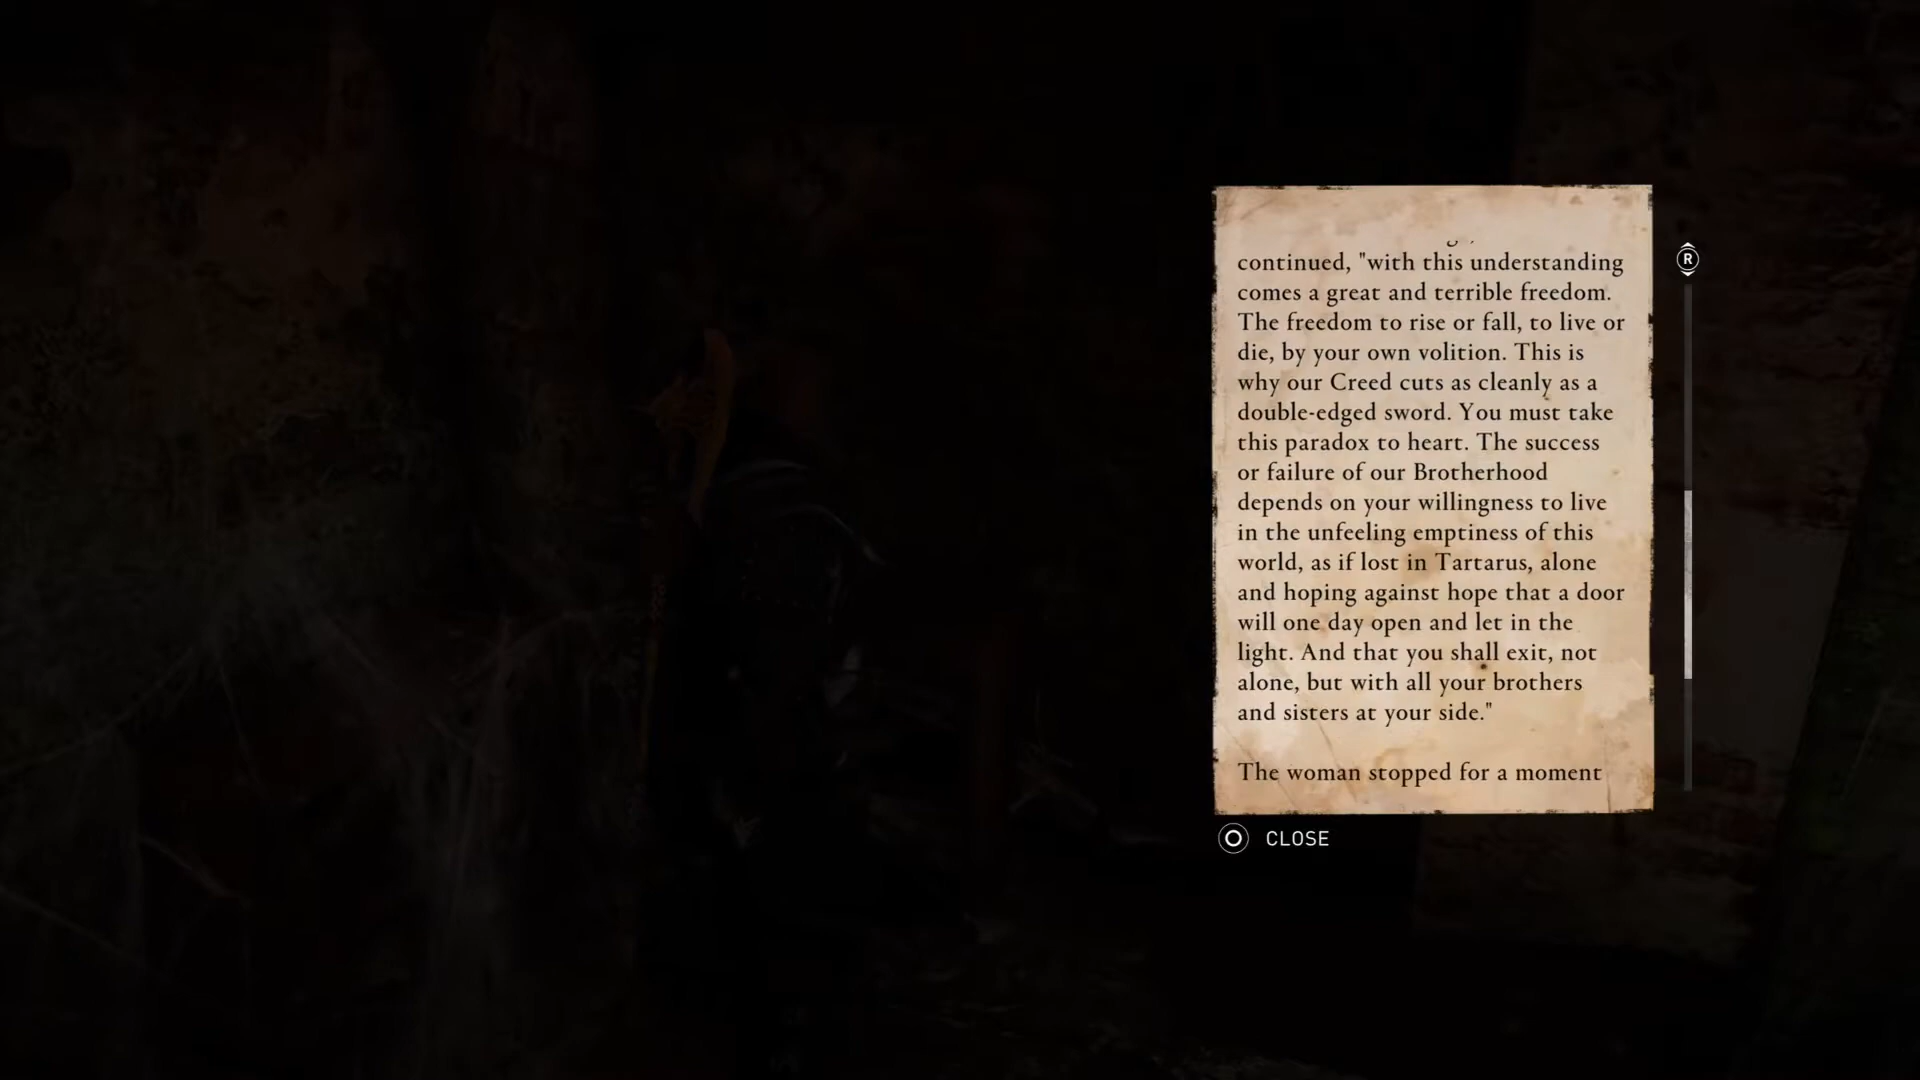 continued, "with this understanding
comes a great and terrible freedom.
The freedom to rise or fall, to live or
die, by your own volition. This is
why our Creed cuts as cleanly as a
double-edged sword. You must take
this paradox to heart. The success
or failure of our Brotherhood
depends on your willingness to live
in the unfeeling emptiness of this
world, as if lost in Tartarus, alone
and hoping against hope that a door
will one day open and let in the
light. And that you shall exit, not
alone, but with all your brothers
and sisters at your side."
The woman stopped for a moment
R
CLOSE